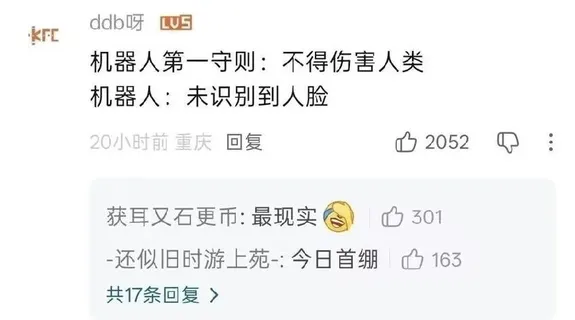 KFC
ddb呀 LV5
机器人第一守则：不得伤害人类
机器人：未识别到人脸
20小时前 重庆 回复 2052
获耳又石更币: 最现实 301
-还似旧时游上苑-: 今日首绷 163
共17条回复 >